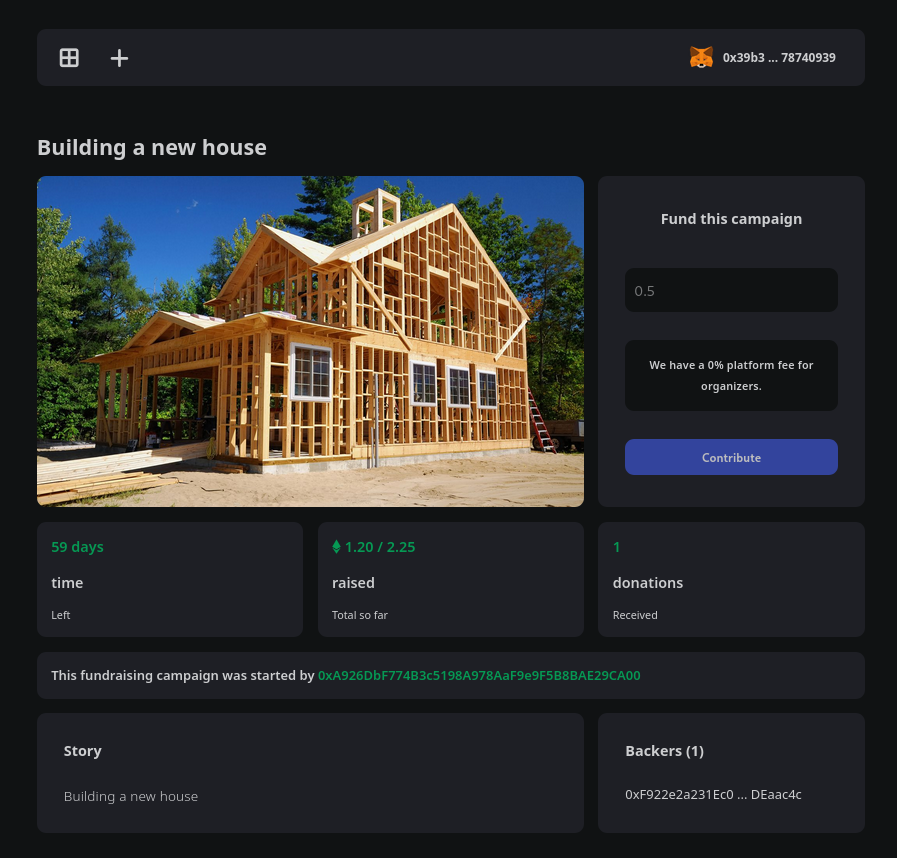 0x39b3 ... 78740939
Building a new house
Fund this campaign
0.5
We have a 0% platform fee for
organizers.
Contribute
59 days
time
Left
1.20 / 2.25
raised
Total so far
1
donations
Received
This fundraising campaign was started by 0xA926DbF774B3c5198A978AaF9e9F5B8BAE29CA00
Story
Building a new house
Backers (1)
0xF922e2a231Ec0 ... DEaac4c